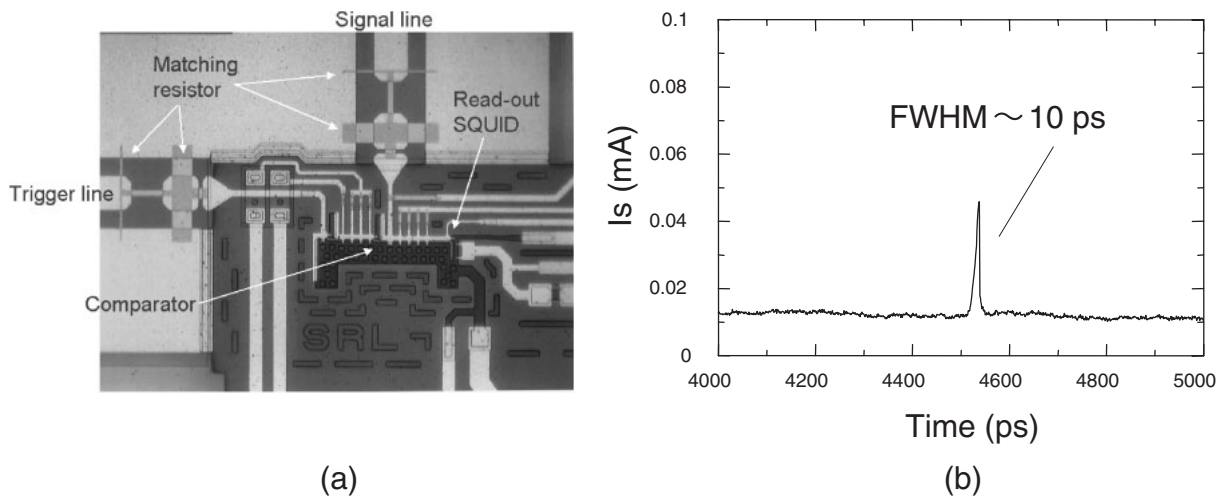 Signal line
Matching
resistor
Read-out
SQUID
Trigger line
Comparator
SRL
(a)
0.1
0.08
0.06
0.04
0.02
0
Is (mA)
FWHM ～ 10 ps
4000 4200 4400 4600 4800 5000
Time (ps)
(b)